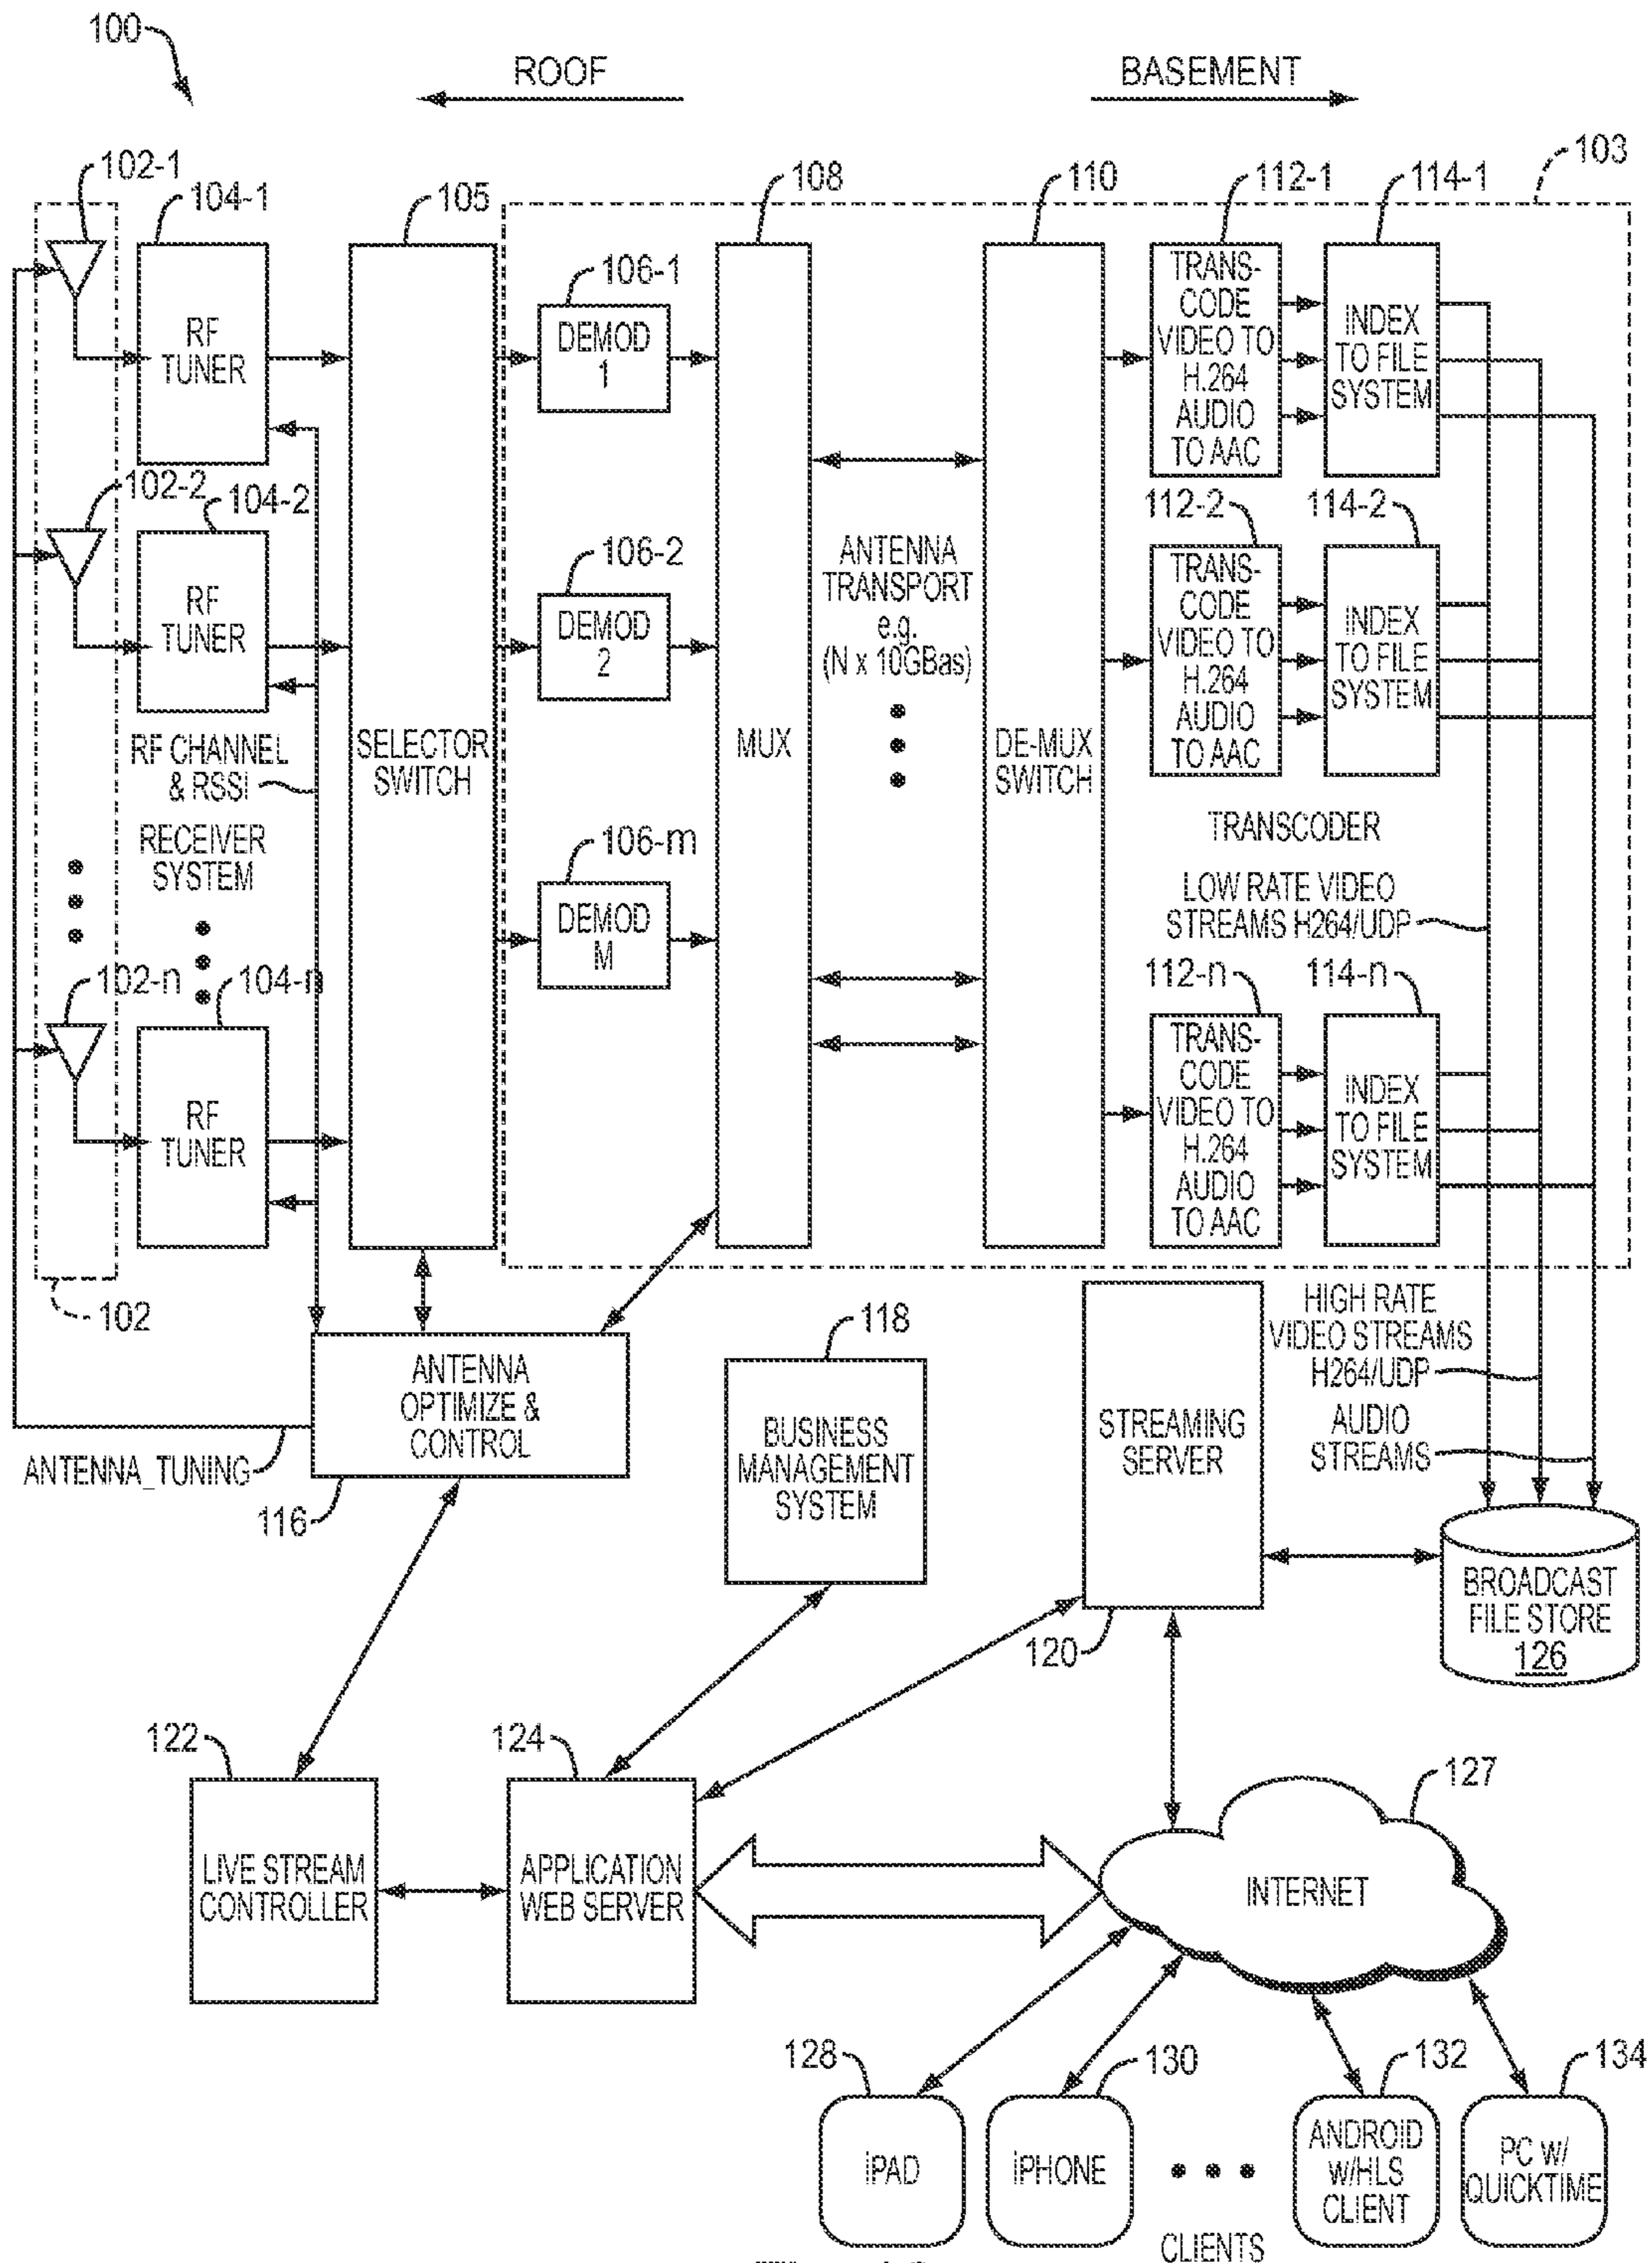 100
ROOF
BASEMENT
103
102-1
104-1
105
108
110
112-1
114-1
RF
TUNER
106-1
DEMOD
1
TRANS-
CODE
VIDEO TO
H.264
AUDIO
TO AAC
INDEX
TO FILE
SYSTEM
102-2
104-2
RF
TUNER
106-2
DEMOD
2
ANTENNA
TRANSPORT
e.g.
(N x 10GBas)
112-2
114-2
TRANS-
CODE
VIDEO TO
H.264
AUDIO
TO AAC
INDEX
TO FILE
SYSTEM
RF CHANNEL
& RSSI
SELECTOR
SWITCH
MUX
DE-MUX
SWITCH
RECEIVER
SYSTEM
106-m
DEMOD
M
TRANSCODER
LOW RATE VIDEO
STREAMS H264/UDP
102-n
104-n
RF
TUNER
112-n
114-n
TRANS-
CODE
VIDEO TO
H.264
AUDIO
TO AAC
INDEX
TO FILE
SYSTEM
102
HIGH RATE
VIDEO STREAMS
H264/UDP
AUDIO
STREAMS
ANTENNA
OPTIMIZE &
CONTROL
ANTENNA_TUNING
116
118
BUSINESS
MANAGEMENT
SYSTEM
STREAMING
SERVER
120
BROADCAST
FILE STORE
126
122
LIVE STREAM
CONTROLLER
124
APPLICATION
WEB SERVER
127
INTERNET
128
iPAD
130
iPHONE
132
ANDROID
W/HLS
CLIENT
134
PC W/
QUICKTIME
CLIENTS